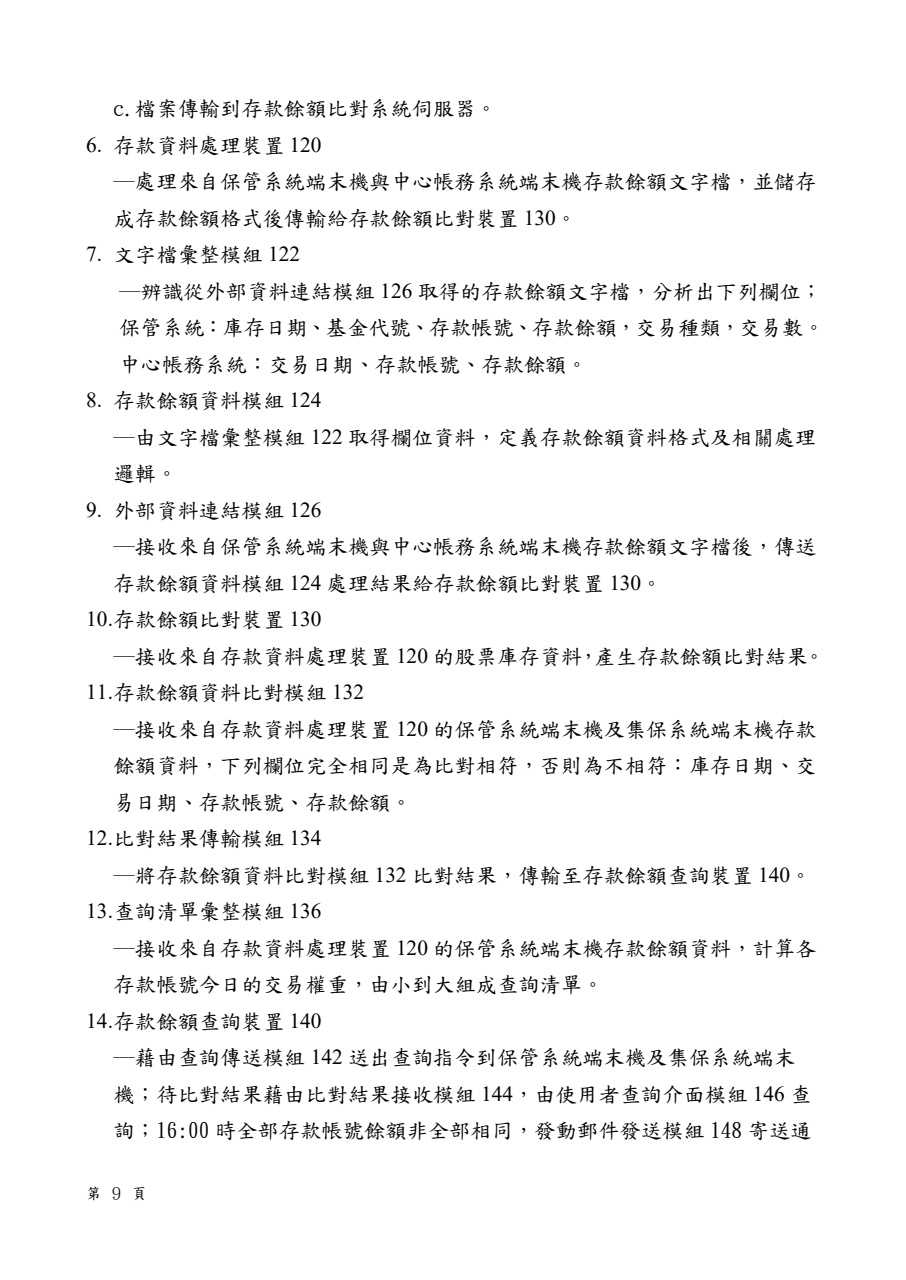 c.檔案傳輸到存款餘額比對系統伺服器。
6. 存款資料處理裝置 120
—處理來自保管系統端末機與中心帳務系統端末機存款餘額文字檔，並儲存
成存款餘額格式後傳輸給存款餘額比對裝置 130。
7. 文字檔彙整模組 122
—辨識從外部資料連結模組 126 取得的存款餘額文字檔，分析出下列欄位；
保管系統：庫存日期、基金代號、存款帳號、存款餘額，交易種類，交易數。
中心帳務系統：交易日期、存款帳號、存款餘額。
8. 存款餘額資料模組 124
—由文字檔彙整模組 122 取得欄位資料，定義存款餘額資料格式及相關處理
邏輯。
9. 外部資料連結模組 126
—接收來自保管系統端末機與中心帳務系統端末機存款餘額文字檔後，傳送
存款餘額資料模組 124 處理結果給存款餘額比對裝置 130。
10.存款餘額比對裝置 130
—接收來自存款資料處理裝置 120 的股票庫存資料，產生存款餘額比對結果。
11.存款餘額資料比對模組 132
—接收來自存款資料處理裝置 120 的保管系統端末機及集保系統端末機存款
餘額資料，下列欄位完全相同是為比對相符，否則為不相符：庫存日期、交
易日期、存款帳號、存款餘額。
12.比對結果傳輸模組 134
—將存款餘額資料比對模組 132 比對結果，傳輸至存款餘額查詢裝置 140。
13.查詢清單彙整模組 136
—接收來自存款資料處理裝置 120 的保管系統端末機存款餘額資料，計算各
存款帳號今日的交易權重，由小到大組成查詢清單。
14.存款餘額查詢裝置 140
—藉由查詢傳送模組 142 送出查詢指令到保管系統端末機及集保系統端末
機；待比對結果藉由比對結果接收模組 144，由使用者查詢介面模組 146 查
詢；16:00 時全部存款帳號餘額非全部相同，發動郵件發送模組 148 寄送通
第 9 頁